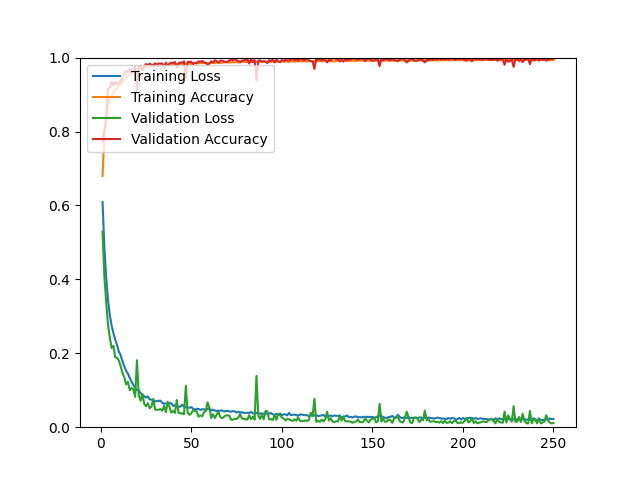 1.0
0.8
0.6
0.4
0.2
0.0
Training Loss
Training Accuracy
Validation Loss
Validation Accuracy
0 50 100 150 200 250